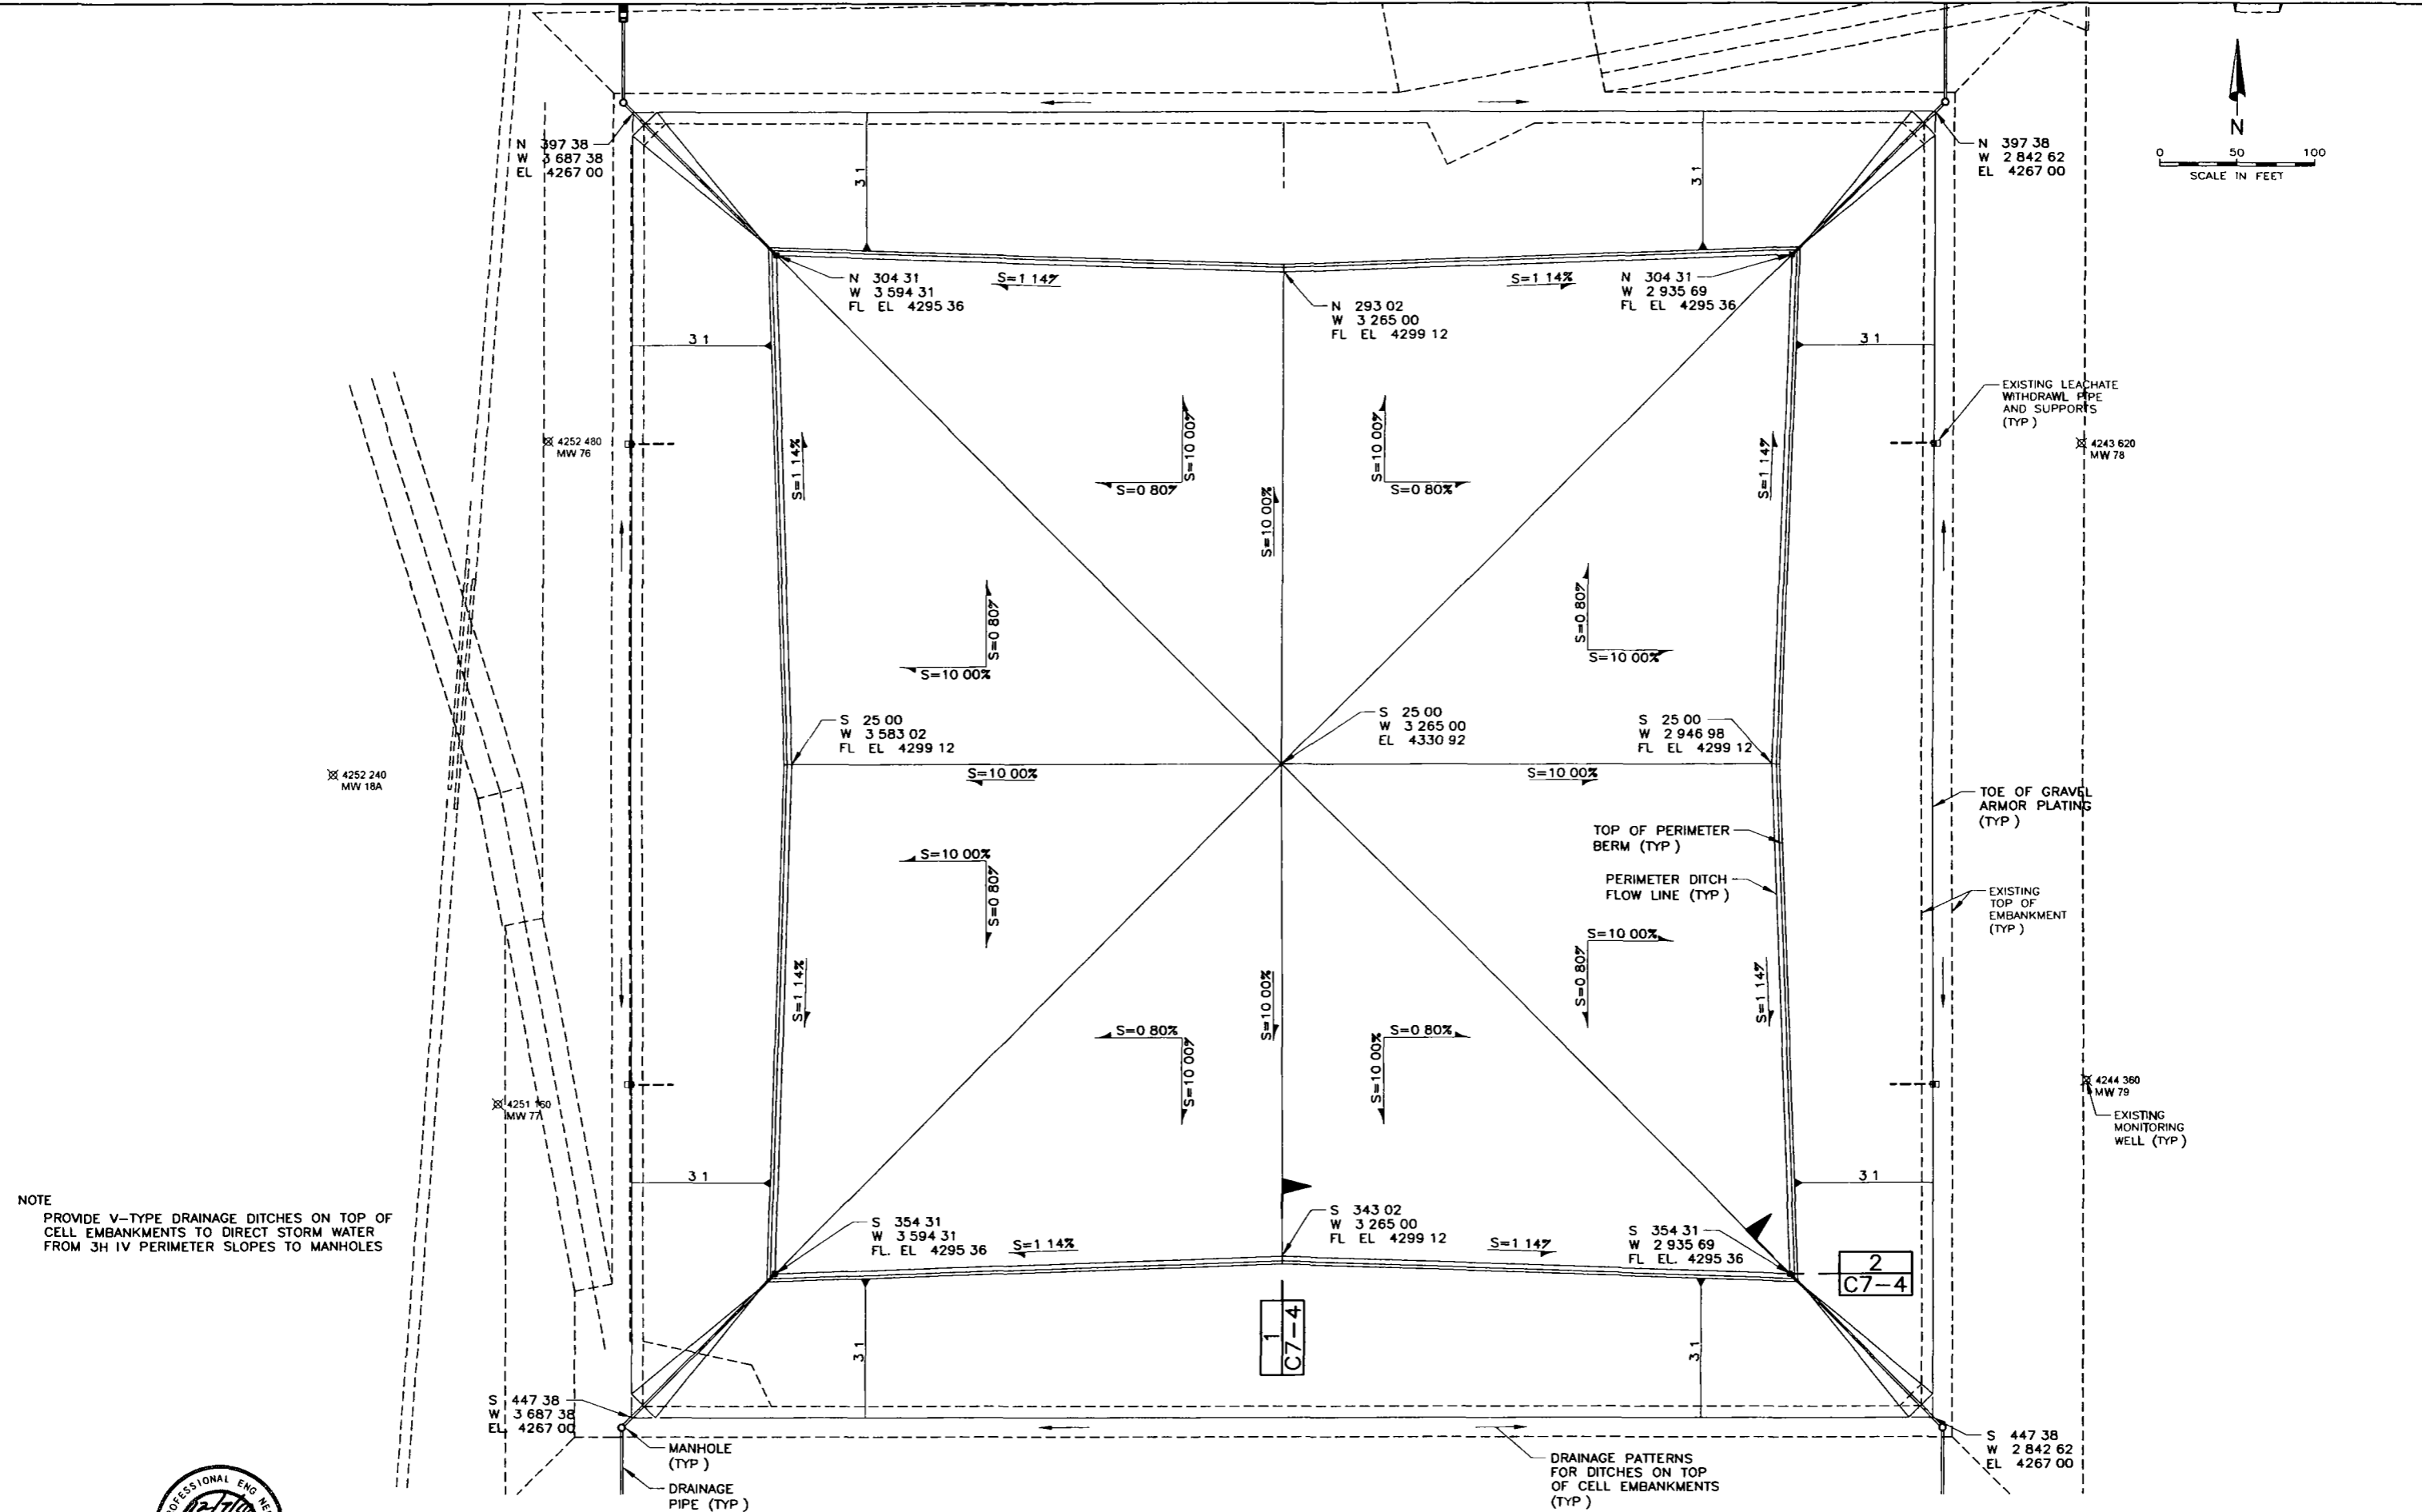 N 397 38
W 3 687 38
EL 4267 00
N 397 38
W 2 842 62
EL 4267 00
N
0 50 100
SCALE IN FEET
3 1
3 1
N 304 31
W 3 594 31
FL EL 4295 36
S=1 14%
N 293 02
W 3 265 00
FL EL 4299 12
S=1 14%
N 304 31
W 2 935 69
FL EL 4295 36
3 1
3 1
EXISTING LEACHATE
WITHDRAWL PIPE
AND SUPPORTS
(TYP )
4252 480
MW 76
4243 620
MW 78
S=1 14%
S=10 00%
S=0 80%
S=10 00%
S=0 80%
S=10 00%
S=1 14%
S=0 80%
S=10 00%
S=0 80%
S=10 00%
S 25 00
W 3 583 02
FL EL 4299 12
S 25 00
W 3 265 00
EL 4330 92
S 25 00
W 2 946 98
FL EL 4299 12
4252 240
MW 18A
S=10 00%
S=10 00%
TOE OF GRAVEL
ARMOR PLATING
(TYP )
TOP OF PERIMETER
BERM (TYP )
PERIMETER DITCH
FLOW LINE (TYP )
EXISTING
TOP OF
EMBANKMENT
(TYP )
S=10 00%
S=0 80%
S=10 00%
S=0 80%
S=1 14%
S=10 00%
S=1 14%
S=0 80%
S=10 00%
S=0 80%
S=10 00%
4251 160
MW 77
4244 360
MW 79
EXISTING
MONITORING
WELL (TYP )
3 1
3 1
NOTE
PROVIDE V-TYPE DRAINAGE DITCHES ON TOP OF
CELL EMBANKMENTS TO DIRECT STORM WATER
FROM 3H IV PERIMETER SLOPES TO MANHOLES
S 354 31
W 3 594 31
FL. EL 4295 36
S=1 14%
S 343 02
W 3 265 00
FL EL 4299 12
S=1 14%
S 354 31
W 2 935 69
FL EL. 4295 36
2
C7-4
1
C7-4
3 1
3 1
S 447 38
W 3 687 38
EL 4267 00
MANHOLE
(TYP )
DRAINAGE
PIPE (TYP )
DRAINAGE PATTERNS
FOR DITCHES ON TOP
OF CELL EMBANKMENTS
(TYP )
S 447 38
W 2 842 62
EL 4267 00